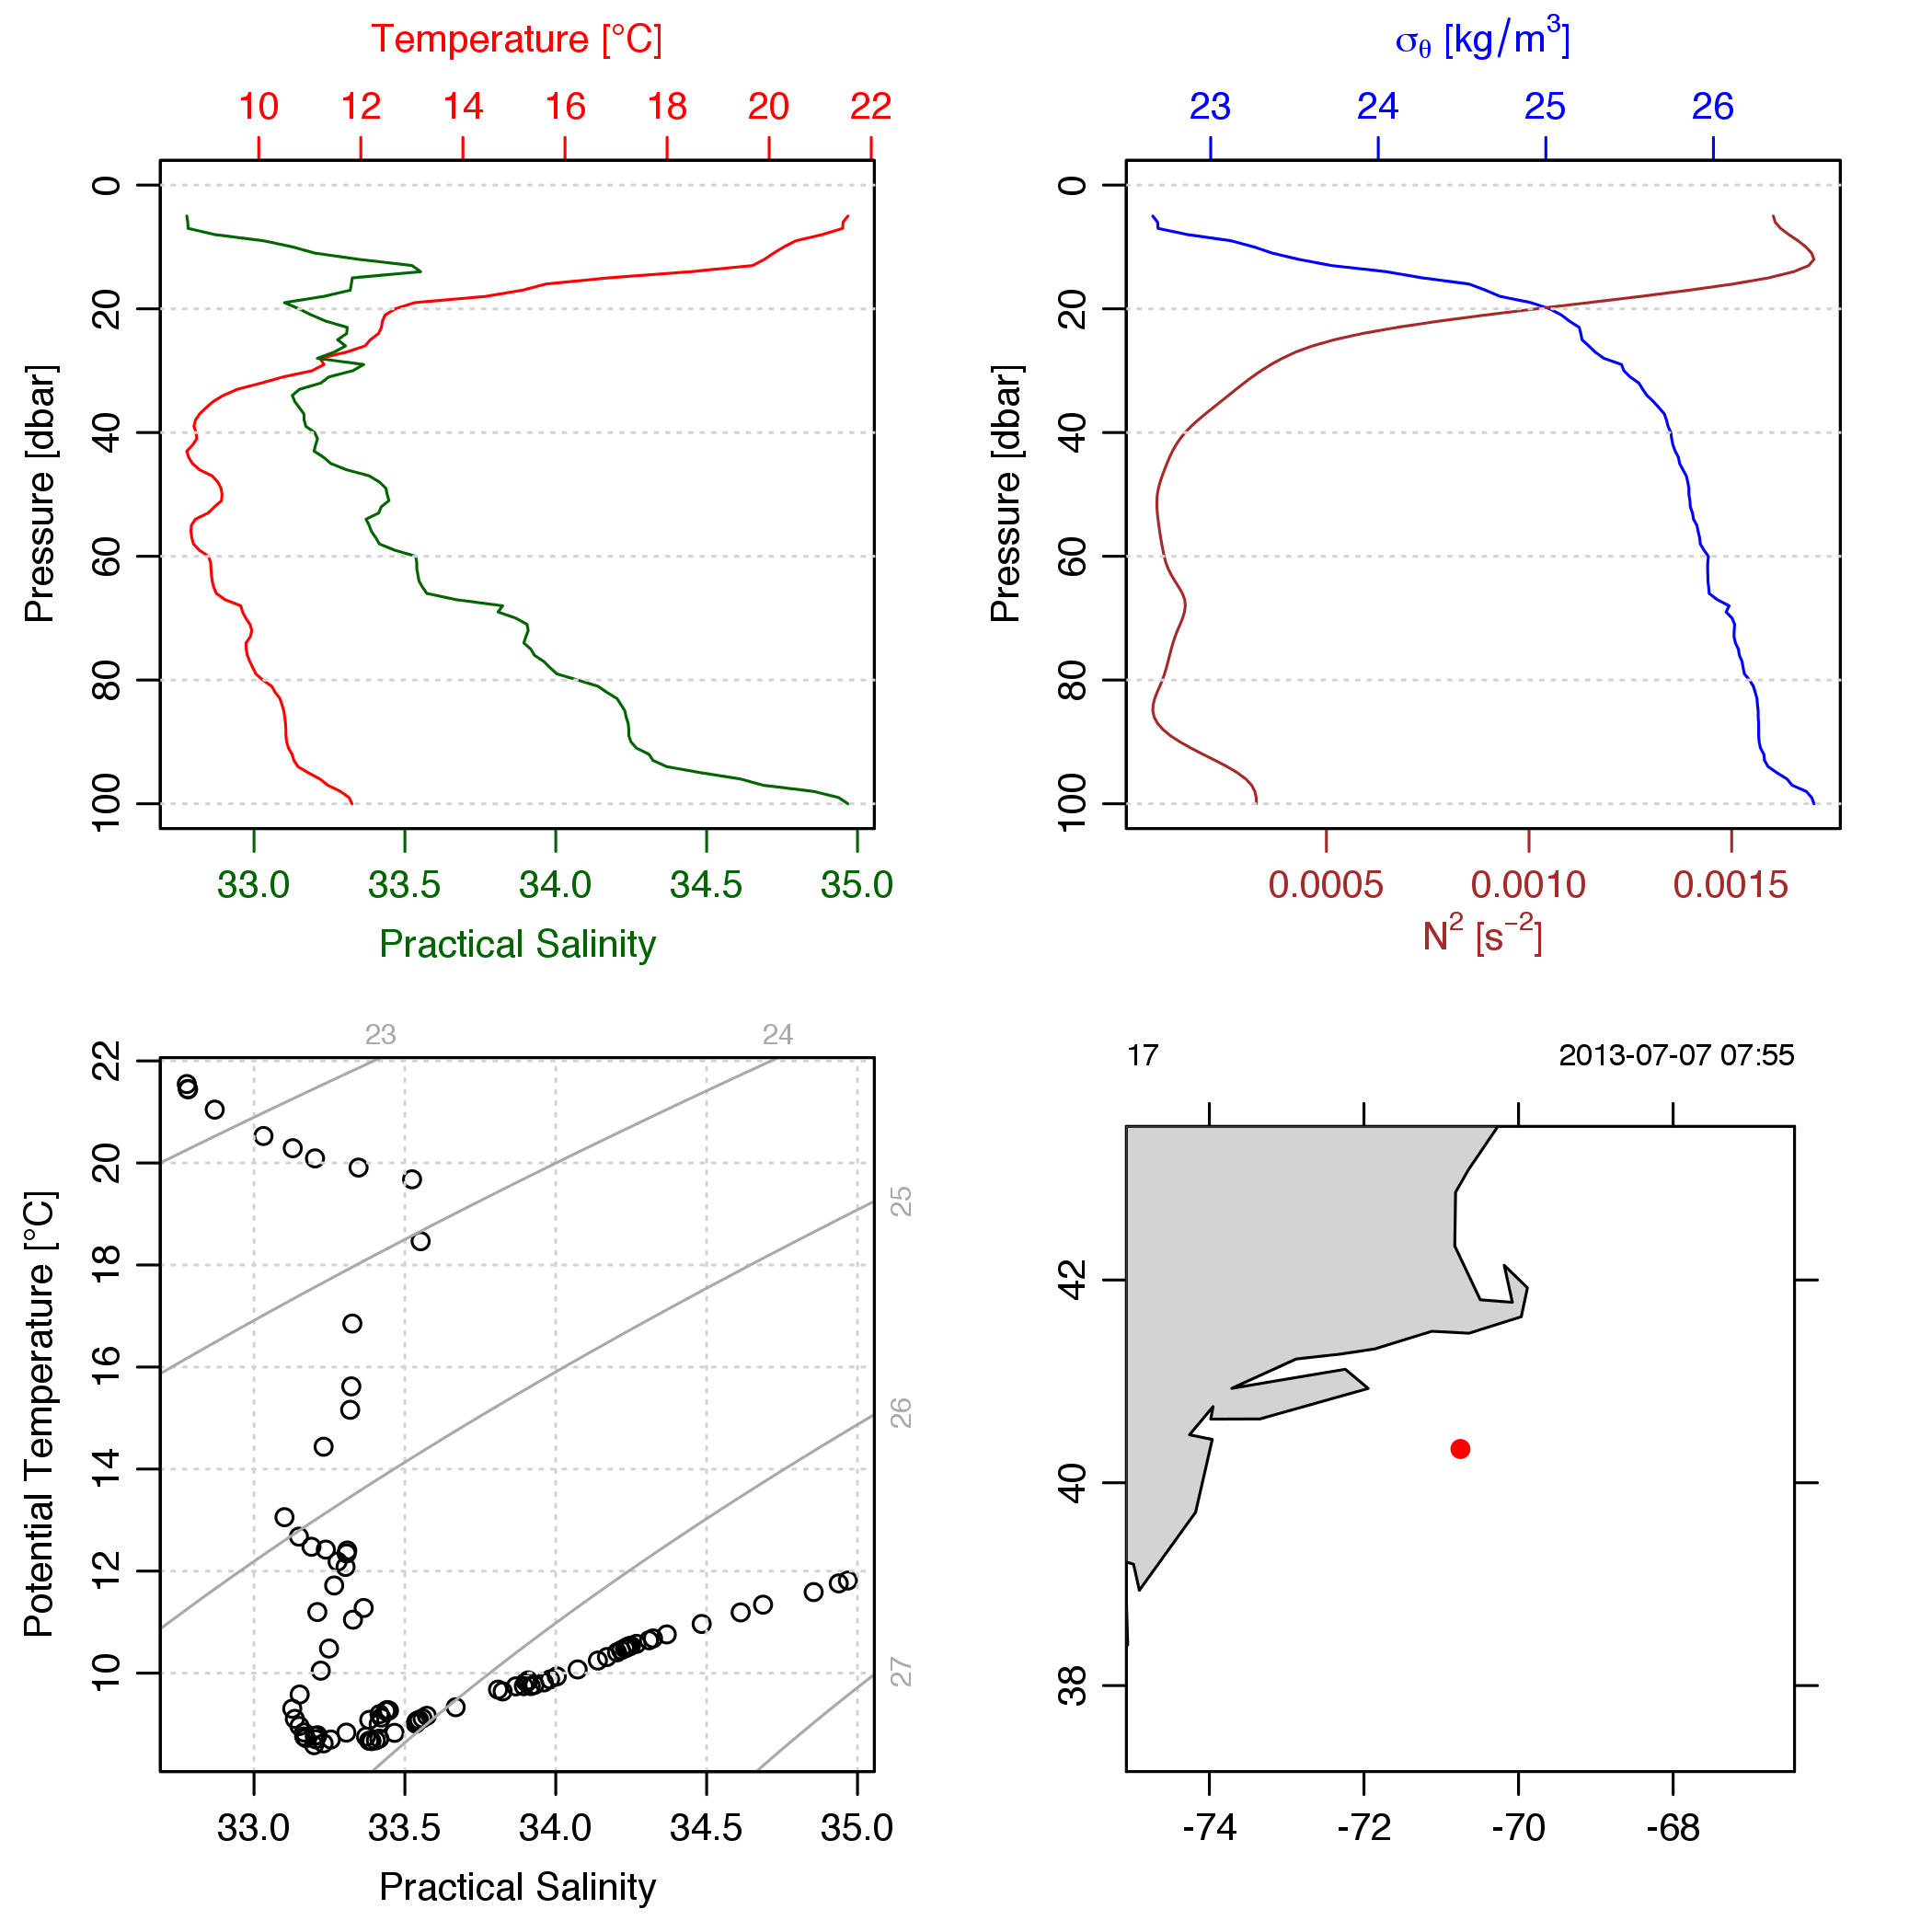 Temperature [°C]
10 12 14 16 18 20 22
0
20
40
60
80
100
Pressure [dbar]
33.0 33.5 34.0 34.5 35.0
Practical Salinity
σθ [kg/m³]
23 24 25 26
0
20
40
60
80
100
Pressure [dbar]
0.0005 0.0010 0.0015
N² [s⁻²]
23 24
22
20
18
16
14
12
10
Potential Temperature [°C]
25
26
27
33.0 33.5 34.0 34.5 35.0
Practical Salinity
17 2013-07-07 07:55
42
40
38
-74 -72 -70 -68